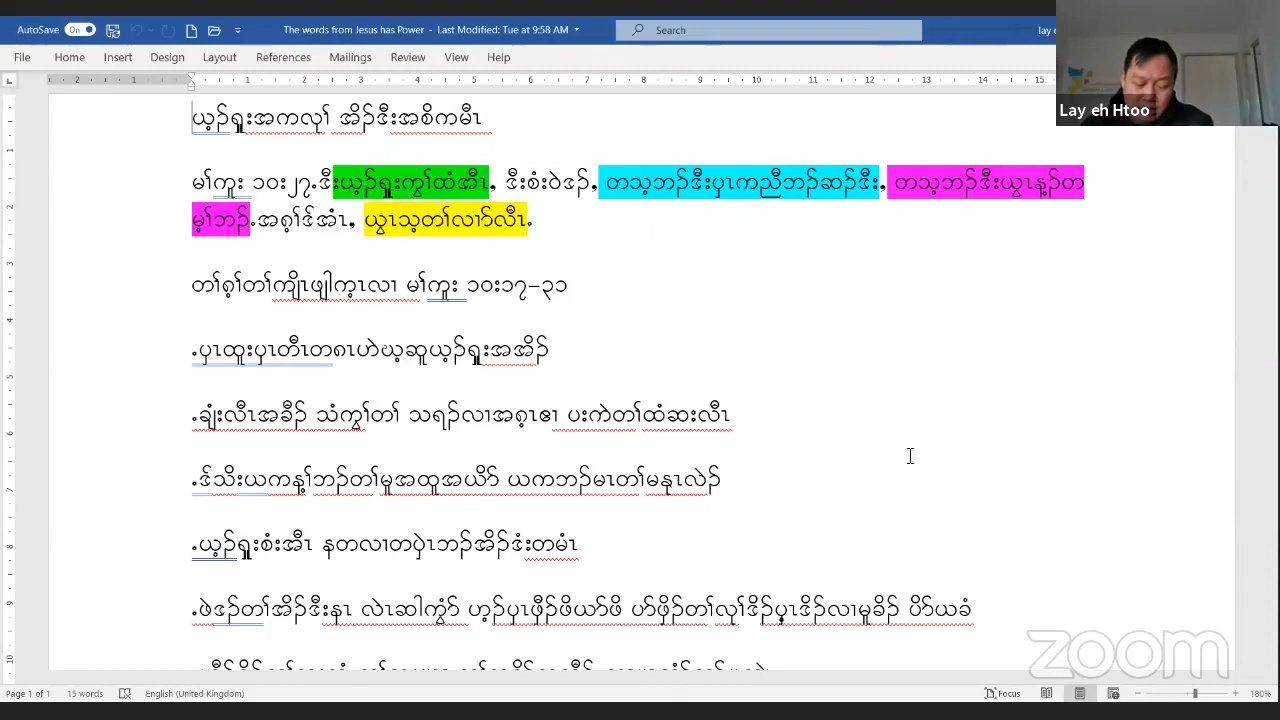 AutoSave On The words from Jesus has Power - Last Modified: Tue at 9:58 AM Search lay e
File Home Insert Design Layout References Mailings Review View Help
Lay eh Htoo
ယ့ၣ်ရှူးအကလုၢ် အိၣ်ဒီးအစိကမီၤ
မၢ်ကူး ၁၀း၂၇.ဒီးယ့ၣ်ရှူးကွၢ်ထံအီၤ, ဒီးစံးဝဲဒၣ်, တသ့ဘၣ်ဒီးပှၤကညီဘၣ်ဆၣ်ဒီး, တသ့ဘၣ်ဒီးယွၤန့ၣ်တ
မ့ၢ်ဘၣ်.အဂ့ၢ်ဒ်အံၤ, ယွၤသ့တၢ်လၢာ်လီၤ.
တၢ်ဂ့ၢ်တၢ်ကျိၤဖျါက့ၤလၢ မၢ်ကူး ၁၀း၁၇–၃၁
.ပှၤထူးပှၤတီၤတဂၤဟဲဃ့ဆူယ့ၣ်ရှူးအအိၣ်
.ချံးလီၤအခီၣ် သံကွၢ်တၢ် သရၣ်လၢအဂ့ၤဧၢ ပးကဲတၢ်ထံဆးလီၤ
.ဒ်သိးယကန့ၢ်ဘၣ်တၢ်မူအထူအယိာ် ယကဘၣ်မၤတၢ်မနုၤလဲၣ်
.ယ့ၣ်ရှူးစံးအီၤ နတလၢတပှဲၤဘၣ်အိၣ်ဒံးတမံၤ
.ဖဲဒၣ်တၢ်အိၣ်ဒီးနၤ လဲၤဆါကွံာ် ဟ့ၣ်ပှၤဖှီၣ်ဖိယာ်ဖိ ဟာ်ဖှိၣ်တၢ်လုၢ်ဒိၣ်ပှ့ၤဒိၣ်လၢမူခိၣ် ပိာ်ယခံ
zoom
Page 1 of 1 15 words English (United Kingdom) Focus 180%